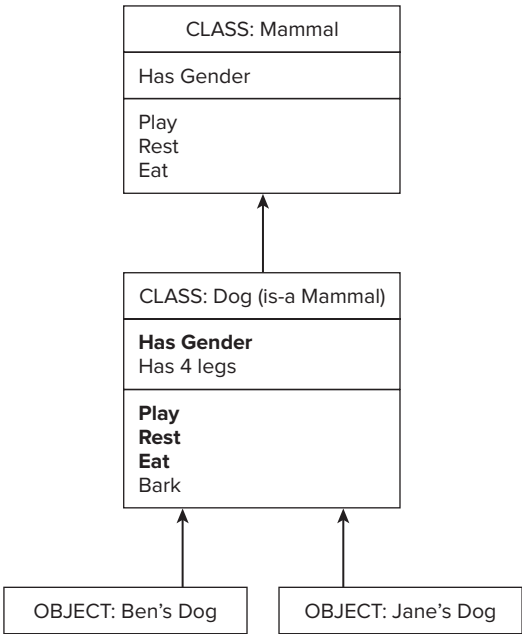 CLASS: Mammal
Has Gender
Play
Rest
Eat
CLASS: Dog (is-a Mammal)
Has Gender
Has 4 legs
Play
Rest
Eat
Bark
OBJECT: Ben's Dog
OBJECT: Jane's Dog